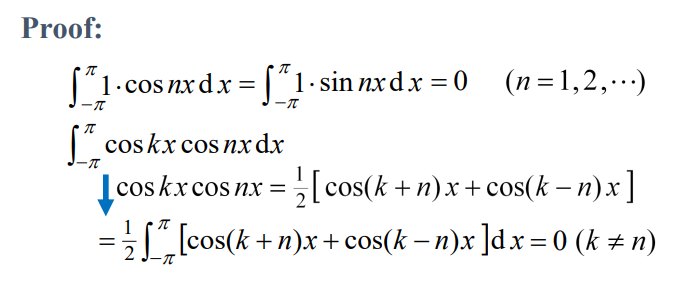 Proof:
∫_{-π}^{π} 1·cos nx dx = ∫_{-π}^{π} 1·sin nx dx = 0 (n = 1,2,⋯)
∫_{-π}^{π} cos kx cos nx dx
cos kx cos nx = 1/2 [cos(k + n)x + cos(k − n)x]
= 1/2 ∫_{-π}^{π} [cos(k + n)x + cos(k − n)x]dx = 0 (k ≠ n)